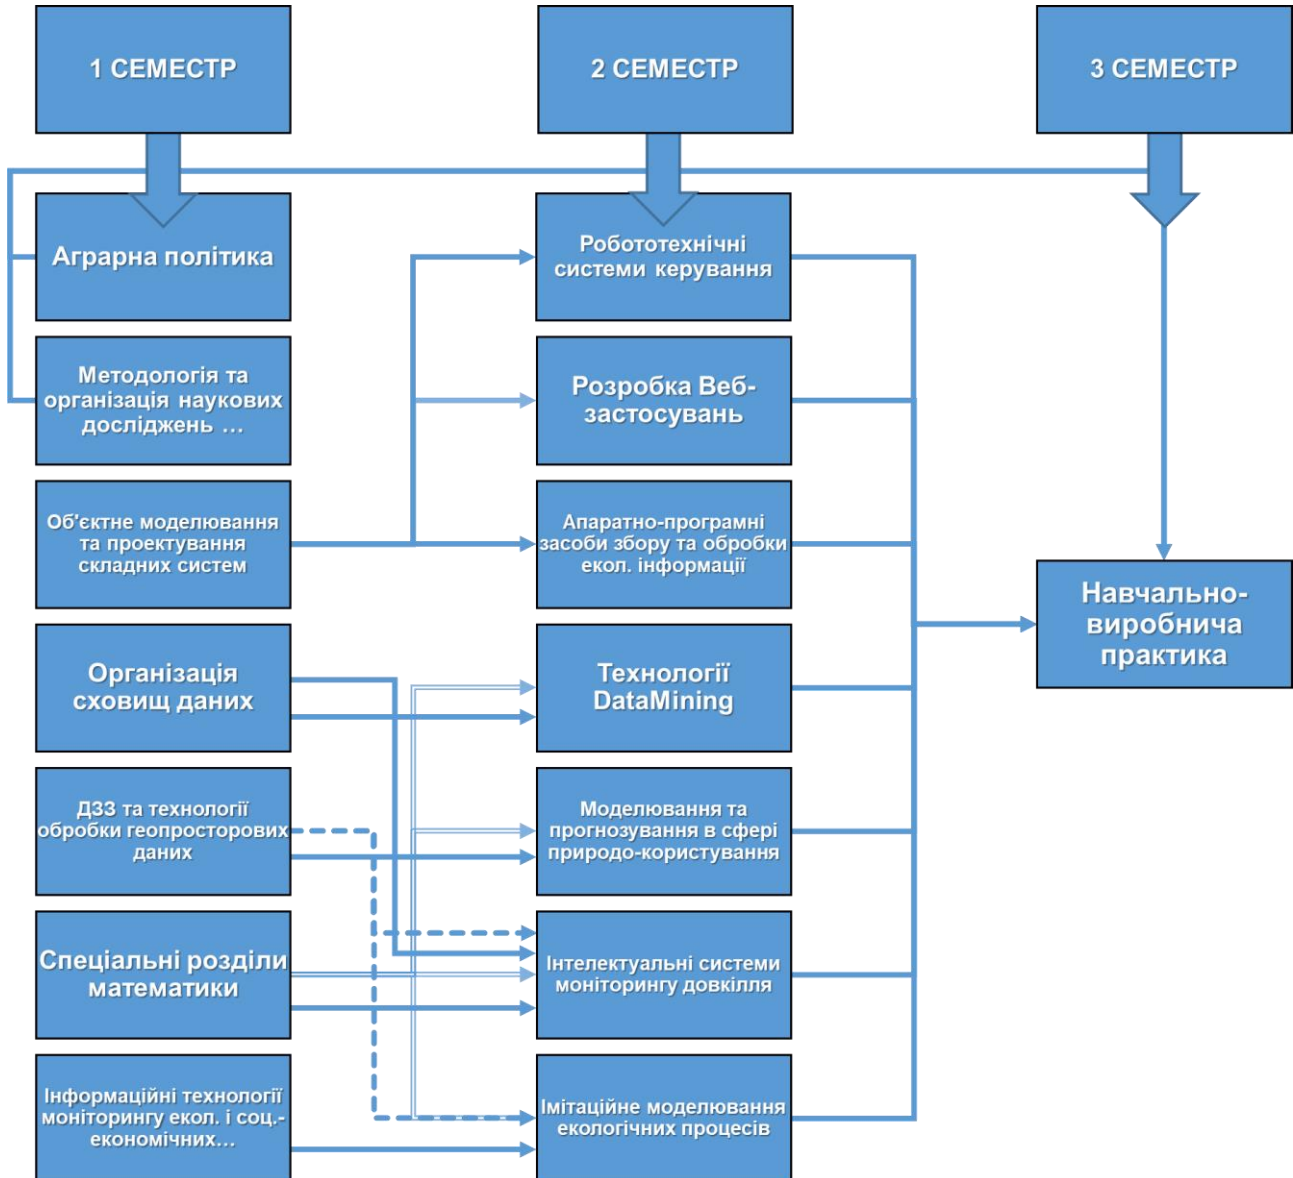 1 СЕМЕСТР
2 СЕМЕСТР
3 СЕМЕСТР
Аграрна політика
Методологія та
організація наукових
досліджень ...
Об'єктне моделювання
та проектування
складних систем
Організація
сховищ даних
ДЗЗ та технології
обробки геопросторових
даних
Спеціальні розділи
математики
Інформаційні технології
моніторингу екол. і соц.-
економічних...
Робототехнічні
системи керування
Розробка Веб-
застосувань
Апаратно-програмні
засоби збору та обробки
екол. інформації
Технології
DataMining
Моделювання та
прогнозування в сфері
природо-користування
Інтелектуальні системи
моніторингу довкілля
Імітаційне моделювання
екологічних процесів
Навчально-
виробнича
практика